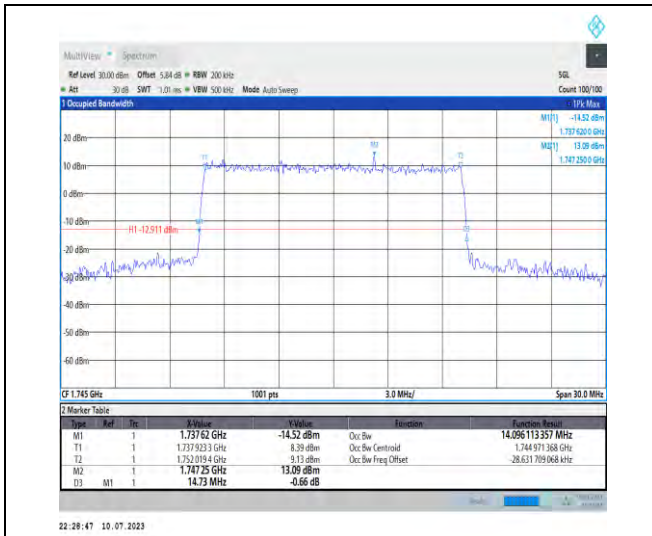 MultiView Spectrum
Ref Level 30.00 dBm Offset 5.84 dB RBW 200 kHz SGL
Att 30 dB SWT 1.01 ms VBW 500 kHz Mode Auto Sweep Count 100/100
1 Occupied Bandwidth 1Pk Max
M1[1] -14.52 dBm
1.737 620 0 GHz
M2[1] 13.09 dBm
1.747 250 0 GHz
20 dBm
M2
T1 T2
10 dBm
0 dBm
-10 dBm
M1
H1 -12.911 dBm
D3
-20 dBm
-30 dBm
-40 dBm
-50 dBm
-60 dBm
CF 1.745 GHz 1001 pts 3.0 MHz/ Span 30.0 MHz
2 Marker Table
Type Ref Trc X-Value Y-Value Function Function Result
M1 1 1.73762 GHz -14.52 dBm Occ Bw 14.096 113 357 MHz
T1 1 1.737 923 3 GHz 8.39 dBm Occ Bw Centroid 1.744 971 368 GHz
T2 1 1.752 019 4 GHz 9.13 dBm Occ Bw Freq Offset -28.631 709 068 kHz
M2 1 1.74725 GHz 13.09 dBm
D3 M1 1 14.73 MHz -0.66 dB
22:28:47 10.07.2023